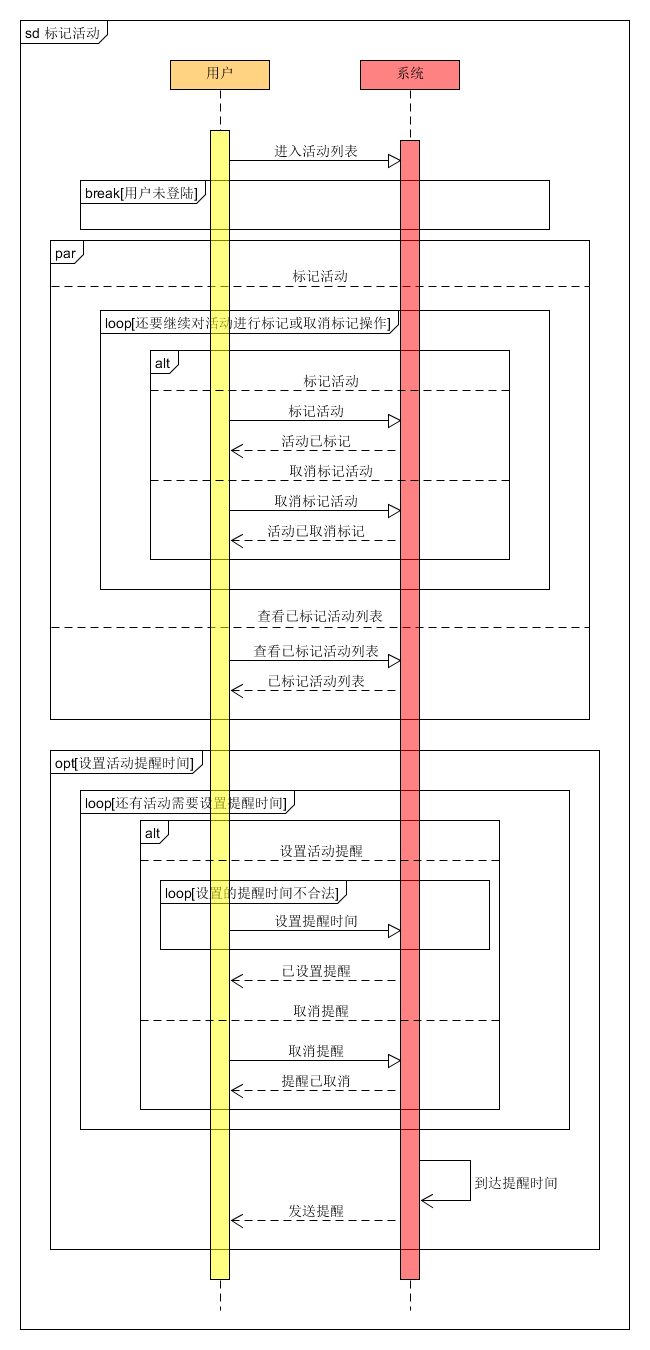 sd 标记活动
用户
系统
进入活动列表
break[用户未登陆]
par
标记活动
loop[还要继续对活动进行标记或取消标记操作]
alt
标记活动
标记活动
活动已标记
取消标记活动
取消标记活动
活动已取消标记
查看已标记活动列表
查看已标记活动列表
已标记活动列表
opt[设置活动提醒时间]
loop[还有活动需要设置提醒时间]
alt
设置活动提醒
loop[设置的提醒时间不合法]
设置提醒时间
已设置提醒
取消提醒
取消提醒
提醒已取消
到达提醒时间
发送提醒